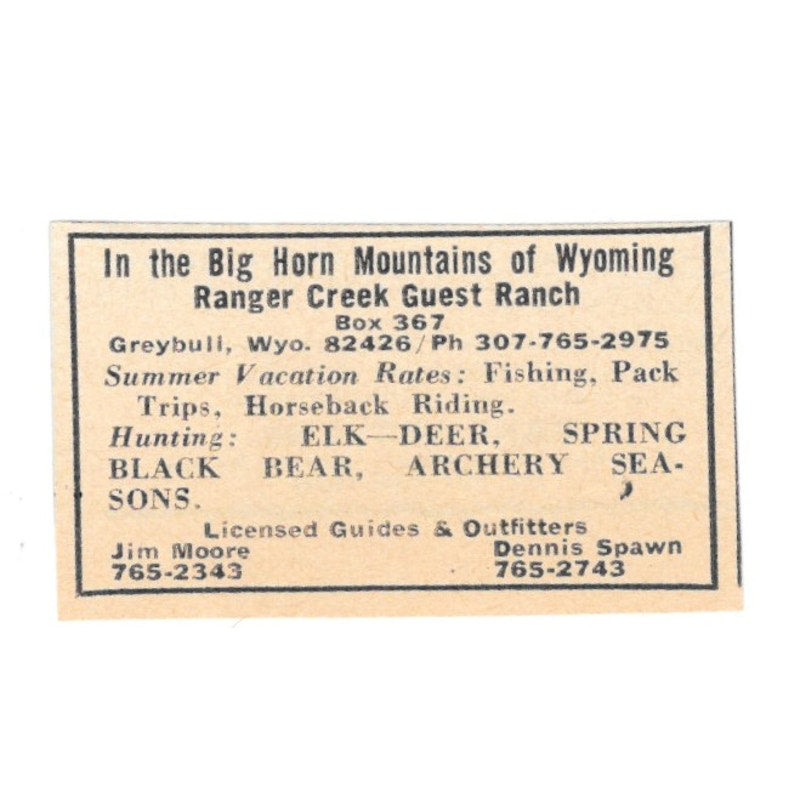 In the Big Horn Mountains of Wyoming
Ranger Creek Guest Ranch
Box 367
Greybull, Wyo. 82426/Ph 307-765-2975
Summer Vacation Rates: Fishing, Pack
Trips, Horseback Riding.
Hunting: ELK—DEER, SPRING
BLACK BEAR, ARCHERY SEA-
SONS.
Licensed Guides & Outfitters
Jim Moore Dennis Spawn
765-2343 765-2743